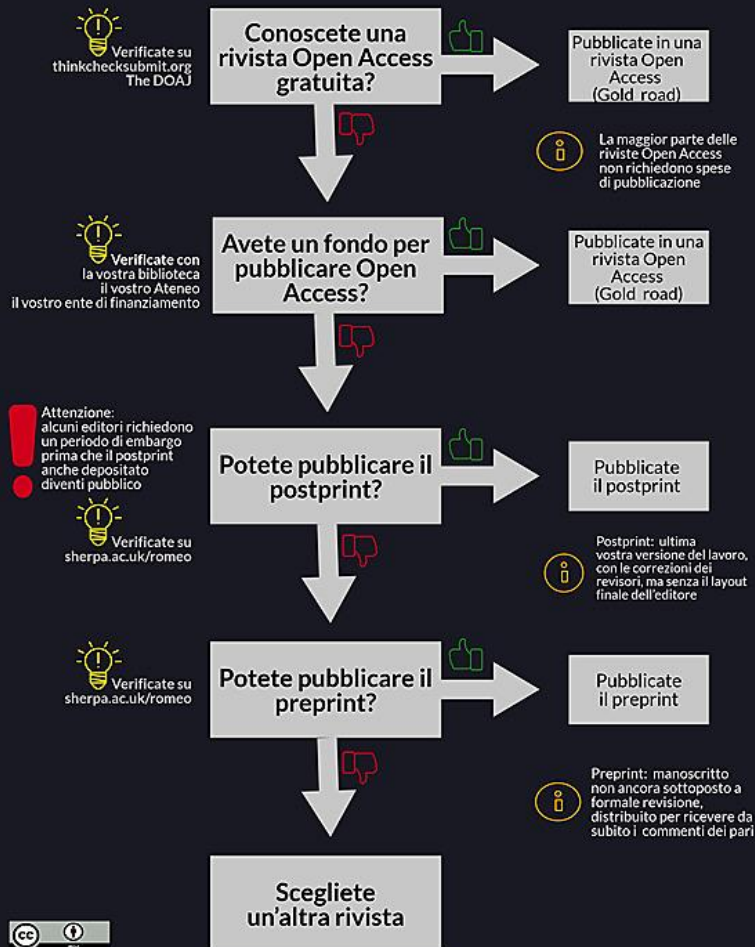 Verificate su
thinkchecksubmit.org
The DOAJ
Conoscete una
rivista Open Access
gratuita?
Pubblicate in una
rivista Open
Access
(Gold road)
La maggior parte delle
riviste Open Access
non richiedono spese
di pubblicazione
Verificate con
la vostra biblioteca
il vostro Ateneo
il vostro ente di finanziamento
Avete un fondo per
pubblicare Open
Access?
Pubblicate in una
rivista Open
Access
(Gold road)
Attenzione:
alcuni editori richiedono
un periodo di embargo
prima che il postprint
anche depositato
diventi pubblico
Verificate su
sherpa.ac.uk/romeo
Potete pubblicare il
postprint?
Pubblicate
il postprint
Postprint: ultima
vostra versione del lavoro,
con le correzioni dei
revisori, ma senza il layout
finale dell'editore
Verificate su
sherpa.ac.uk/romeo
Potete pubblicare il
preprint?
Pubblicate
il preprint
Preprint: manoscritto
non ancora sottoposto a
formale revisione,
distribuito per ricevere da
subito i commenti dei pari
Scegliete
un'altra rivista
cc